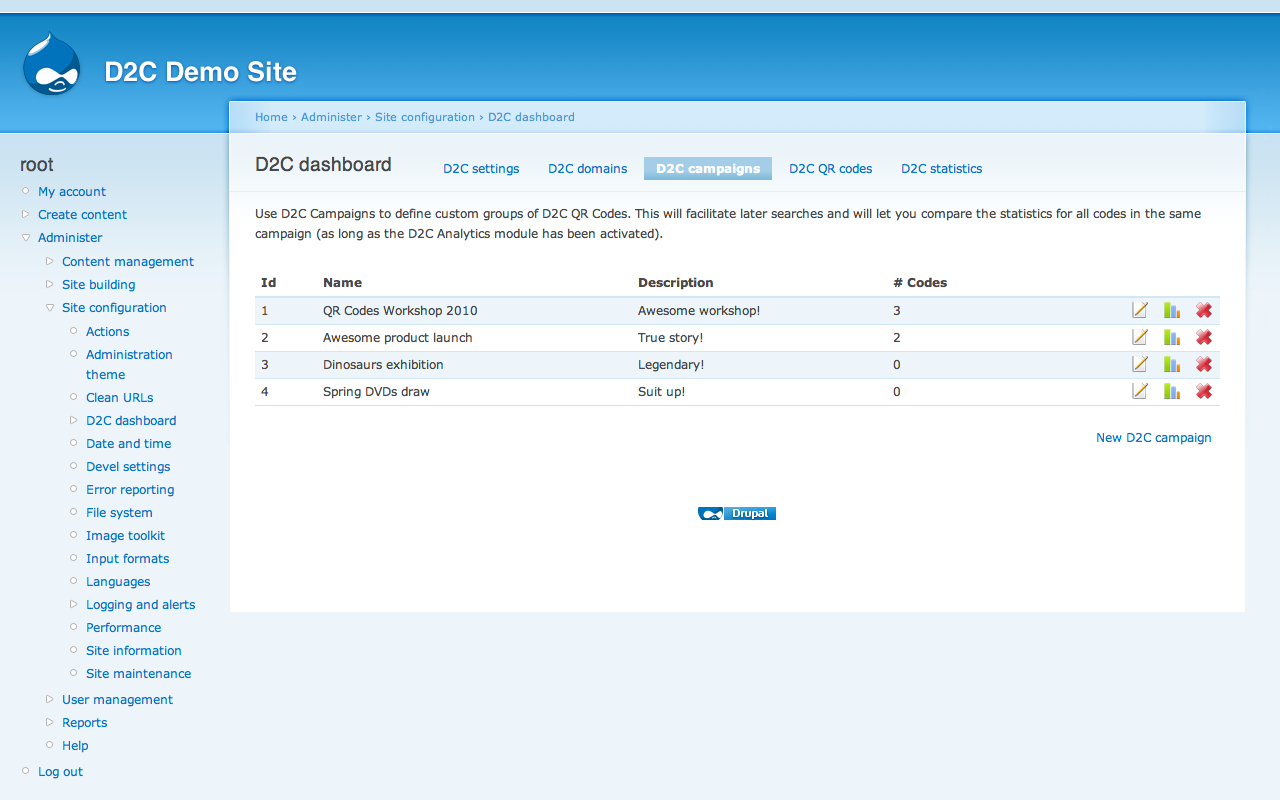 D2C Demo Site
Home › Administer › Site configuration › D2C dashboard
root
My account
Create content
Administer
Content management
Site building
Site configuration
Actions
Administration
theme
Clean URLs
D2C dashboard
Date and time
Devel settings
Error reporting
File system
Image toolkit
Input formats
Languages
Logging and alerts
Performance
Site information
Site maintenance
User management
Reports
Help
Log out
D2C dashboard D2C settings D2C domains D2C campaigns D2C QR codes D2C statistics
Use D2C Campaigns to define custom groups of D2C QR Codes. This will facilitate later searches and will let you compare the statistics for all codes in the same
campaign (as long as the D2C Analytics module has been activated).
Id Name Description # Codes
1 QR Codes Workshop 2010 Awesome workshop! 3
2 Awesome product launch True story! 2
3 Dinosaurs exhibition Legendary! 0
4 Spring DVDs draw Suit up! 0
New D2C campaign
Drupal